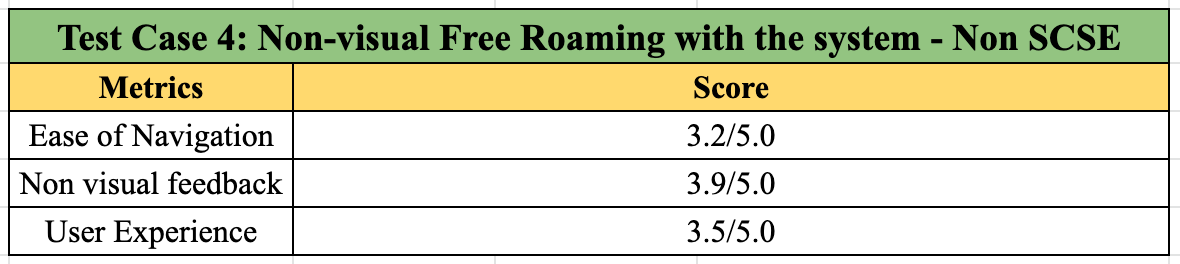 Test Case 4: Non-visual Free Roaming with the system - Non SCSE
Metrics Score
Ease of Navigation 3.2/5.0
Non visual feedback 3.9/5.0
User Experience 3.5/5.0